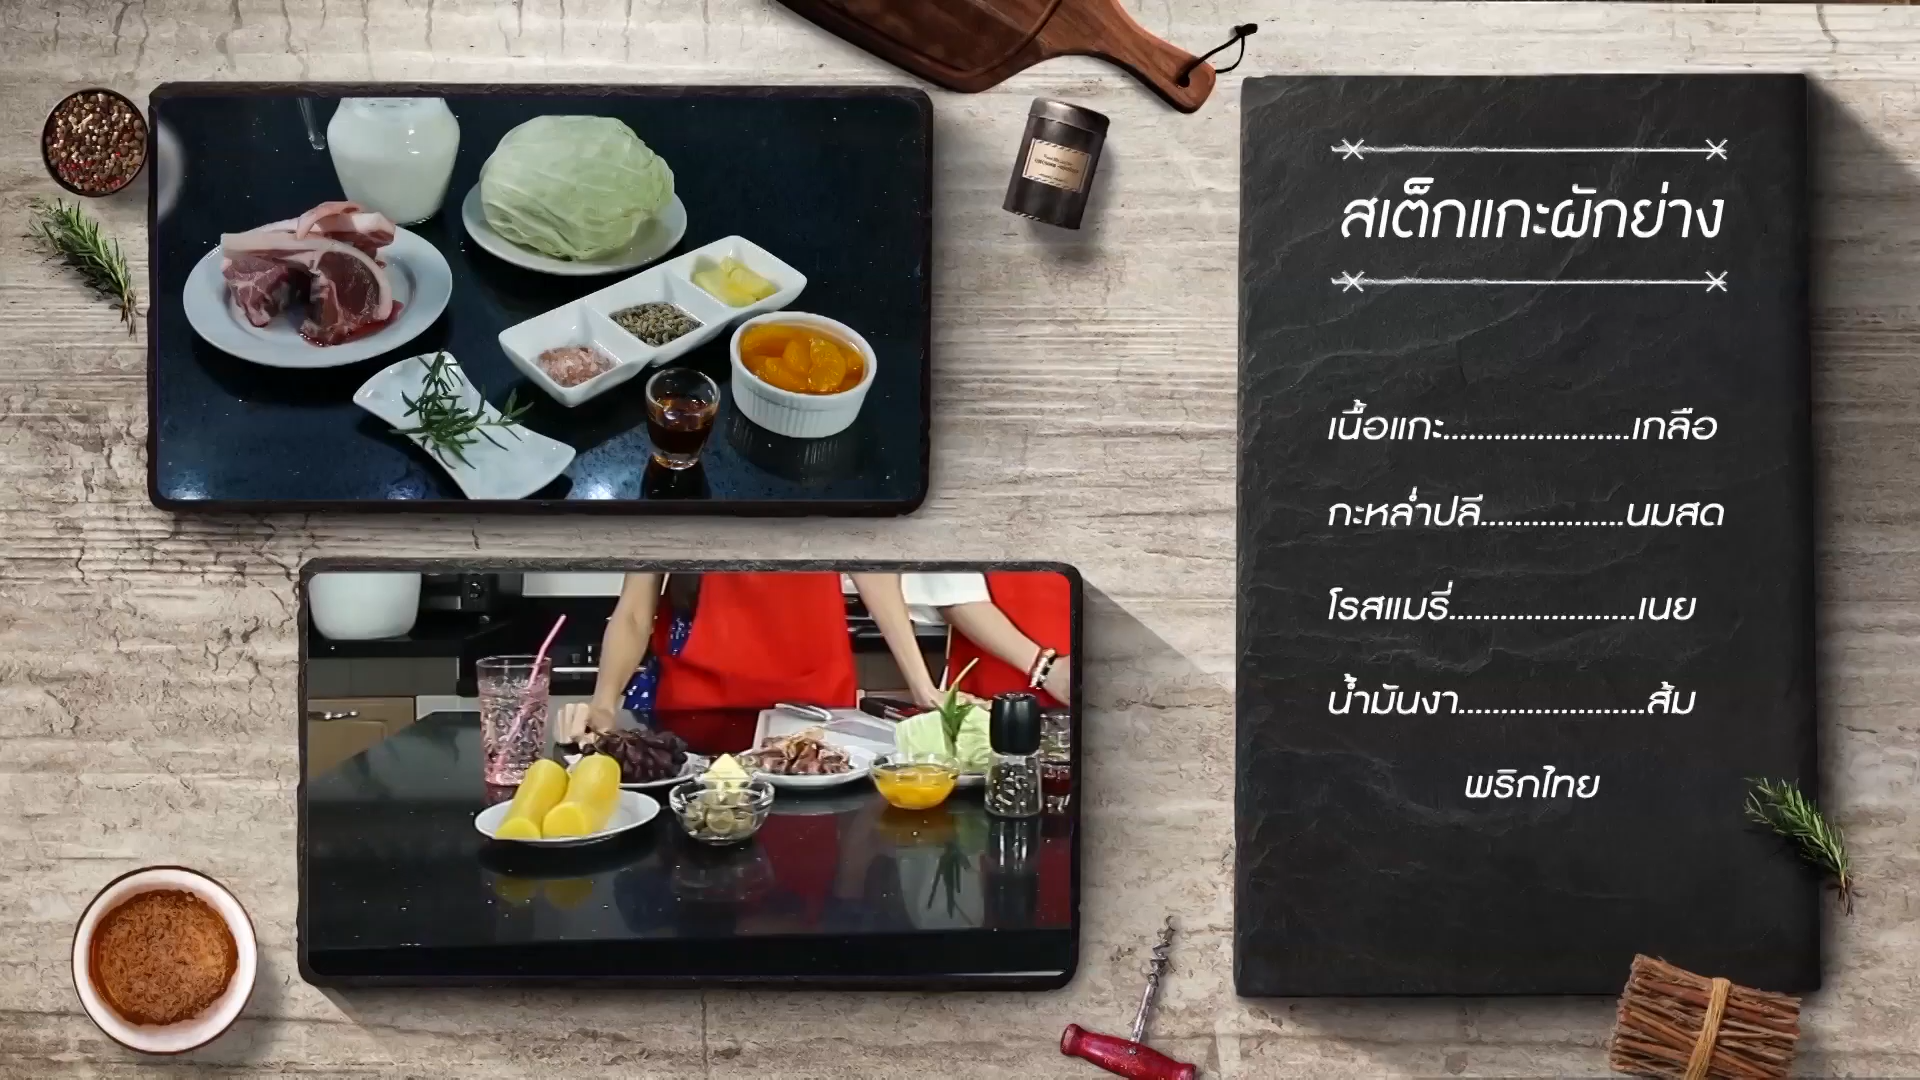 สเต็กแกะผักย่าง
เนื้อแกะ......................เกลือ
กะหล่ำปลี.................นมสด
โรสแมรี่......................เนย
น้ำมันงา......................ส้ม
พริกไทย